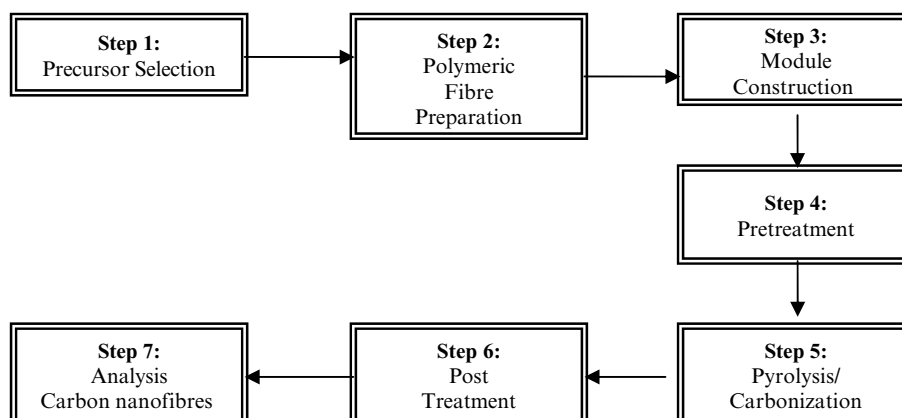 Step 1:
Precursor Selection
Step 2:
Polymeric
Fibre
Preparation
Step 3:
Module
Construction
Step 4:
Pretreatment
Step 5:
Pyrolysis/
Carbonization
Step 6:
Post
Treatment
Step 7:
Analysis
Carbon nanofibres